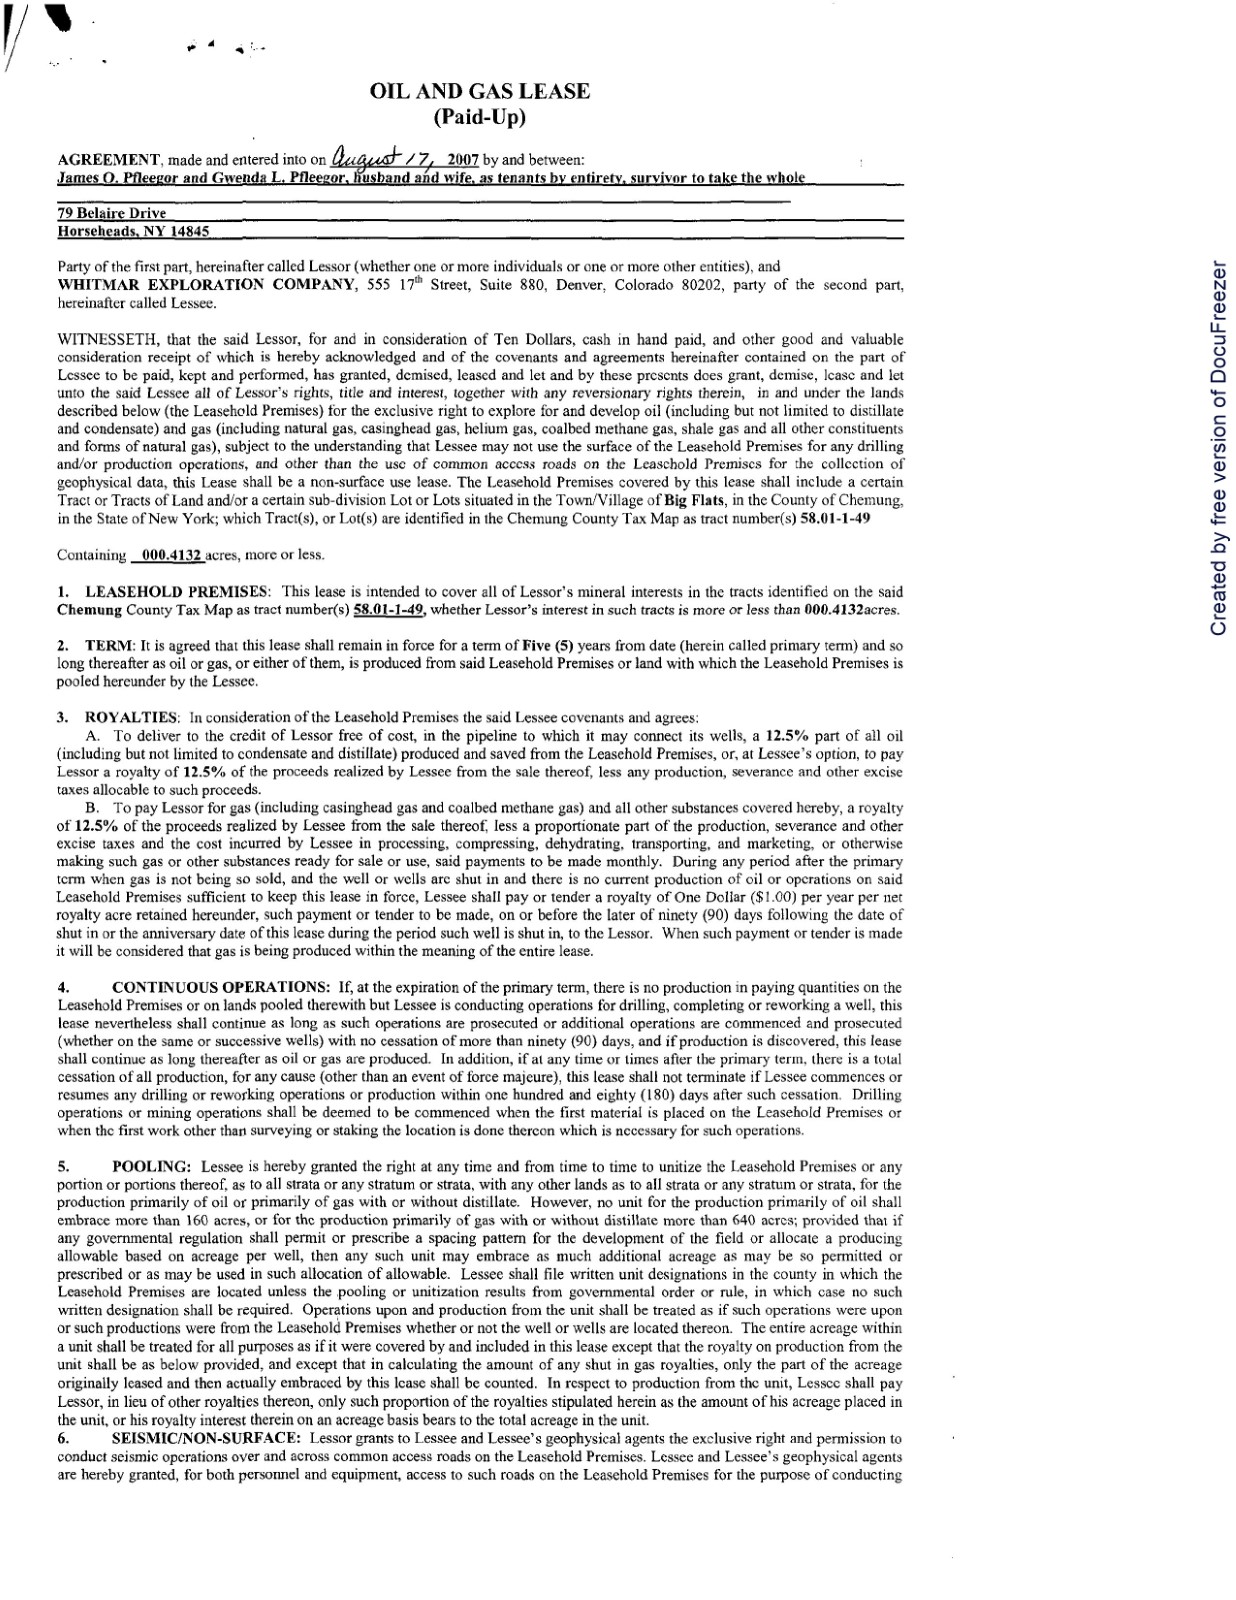 OIL AND GAS LEASE
(Paid-Up)
AGREEMENT, made and entered into on August 17, 2007 by and between:
James O. Pfleegor and Gwenda L. Pfleegor, husband and wife, as tenants by entirety, survivor to take the whole
79 Belaire Drive
Horseheads, NY 14845
Party of the first part, hereinafter called Lessor (whether one or more individuals or one or more other entities), and
WHITMAR EXPLORATION COMPANY, 555 17th Street, Suite 880, Denver, Colorado 80202, party of the second part,
hereinafter called Lessee.
WITNESSETH, that the said Lessor, for and in consideration of Ten Dollars, cash in hand paid, and other good and valuable
consideration receipt of which is hereby acknowledged and of the covenants and agreements hereinafter contained on the part of
Lessee to be paid, kept and performed, has granted, demised, leased and let and by these presents does grant, demise, lease and let
unto the said Lessee all of Lessor's rights, title and interest, together with any reversionary rights therein, in and under the lands
described below (the Leasehold Premises) for the exclusive right to explore for and develop oil (including but not limited to distillate
and condensate) and gas (including natural gas, casinghead gas, helium gas, coalbed methane gas, shale gas and all other constituents
and forms of natural gas), subject to the understanding that Lessee may not use the surface of the Leasehold Premises for any drilling
and/or production operations, and other than the use of common access roads on the Leasehold Premises for the collection of
geophysical data, this Lease shall be a non-surface use lease. The Leasehold Premises covered by this lease shall include a certain
Tract or Tracts of Land and/or a certain sub-division Lot or Lots situated in the Town/Village of Big Flats, in the County of Chemung,
in the State of New York; which Tract(s), or Lot(s) are identified in the Chemung County Tax Map as tract number(s) 58.01-1-49
Containing 000.4132 acres, more or less.
1. LEASEHOLD PREMISES: This lease is intended to cover all of Lessor's mineral interests in the tracts identified on the said
Chemung County Tax Map as tract number(s) 58.01-1-49, whether Lessor's interest in such tracts is more or less than 000.4132acres.
2. TERM: It is agreed that this lease shall remain in force for a term of Five (5) years from date (herein called primary term) and so
long thereafter as oil or gas, or either of them, is produced from said Leasehold Premises or land with which the Leasehold Premises is
pooled hereunder by the Lessee.
3. ROYALTIES: In consideration of the Leasehold Premises the said Lessee covenants and agrees:
A. To deliver to the credit of Lessor free of cost, in the pipeline to which it may connect its wells, a 12.5% part of all oil
(including but not limited to condensate and distillate) produced and saved from the Leasehold Premises, or, at Lessee's option, to pay
Lessor a royalty of 12.5% of the proceeds realized by Lessee from the sale thereof, less any production, severance and other excise
taxes allocable to such proceeds.
B. To pay Lessor for gas (including casinghead gas and coalbed methane gas) and all other substances covered hereby, a royalty
of 12.5% of the proceeds realized by Lessee from the sale thereof, less a proportionate part of the production, severance and other
excise taxes and the cost incurred by Lessee in processing, compressing, dehydrating, transporting, and marketing, or otherwise
making such gas or other substances ready for sale or use, said payments to be made monthly. During any period after the primary
term when gas is not being so sold, and the well or wells are shut in and there is no current production of oil or operations on said
Leasehold Premises sufficient to keep this lease in force, Lessee shall pay or tender a royalty of One Dollar ($1.00) per year per net
royalty acre retained hereunder, such payment or tender to be made, on or before the later of ninety (90) days following the date of
shut in or the anniversary date of this lease during the period such well is shut in, to the Lessor. When such payment or tender is made
it will be considered that gas is being produced within the meaning of the entire lease.
4. CONTINUOUS OPERATIONS: If, at the expiration of the primary term, there is no production in paying quantities on the
Leasehold Premises or on lands pooled therewith but Lessee is conducting operations for drilling, completing or reworking a well, this
lease nevertheless shall continue as long as such operations are prosecuted or additional operations are commenced and prosecuted
(whether on the same or successive wells) with no cessation of more than ninety (90) days, and if production is discovered, this lease
shall continue as long thereafter as oil or gas are produced. In addition, if at any time or times after the primary term, there is a total
cessation of all production, for any cause (other than an event of force majeure), this lease shall not terminate if Lessee commences or
resumes any drilling or reworking operations or production within one hundred and eighty (180) days after such cessation. Drilling
operations or mining operations shall be deemed to be commenced when the first material is placed on the Leasehold Premises or
when the first work other than surveying or staking the location is done thereon which is necessary for such operations.
5. POOLING: Lessee is hereby granted the right at any time and from time to time to unitize the Leasehold Premises or any
portion or portions thereof, as to all strata or any stratum or strata, with any other lands as to all strata or any stratum or strata, for the
production primarily of oil or primarily of gas with or without distillate. However, no unit for the production primarily of oil shall
embrace more than 160 acres, or for the production primarily of gas with or without distillate more than 640 acres; provided that if
any governmental regulation shall permit or prescribe a spacing pattern for the development of the field or allocate a producing
allowable based on acreage per well, then any such unit may embrace as much additional acreage as may be so permitted or
prescribed or as may be used in such allocation of allowable. Lessee shall file written unit designations in the county in which the
Leasehold Premises are located unless the pooling or unitization results from governmental order or rule, in which case no such
written designation shall be required. Operations upon and production from the unit shall be treated as if such operations were upon
or such productions were from the Leasehold Premises whether or not the well or wells are located thereon. The entire acreage within
a unit shall be treated for all purposes as if it were covered by and included in this lease except that the royalty on production from the
unit shall be as below provided, and except that in calculating the amount of any shut in gas royalties, only the part of the acreage
originally leased and then actually embraced by this lease shall be counted. In respect to production from the unit, Lessee shall pay
Lessor, in lieu of other royalties thereon, only such proportion of the royalties stipulated herein as the amount of his acreage placed in
the unit, or his royalty interest therein on an acreage basis bears to the total acreage in the unit.
6. SEISMIC/NON-SURFACE: Lessor grants to Lessee and Lessee's geophysical agents the exclusive right and permission to
conduct seismic operations over and across common access roads on the Leasehold Premises. Lessee and Lessee's geophysical agents
are hereby granted, for both personnel and equipment, access to such roads on the Leasehold Premises for the purpose of conducting
Created by free version of DocuFreezer